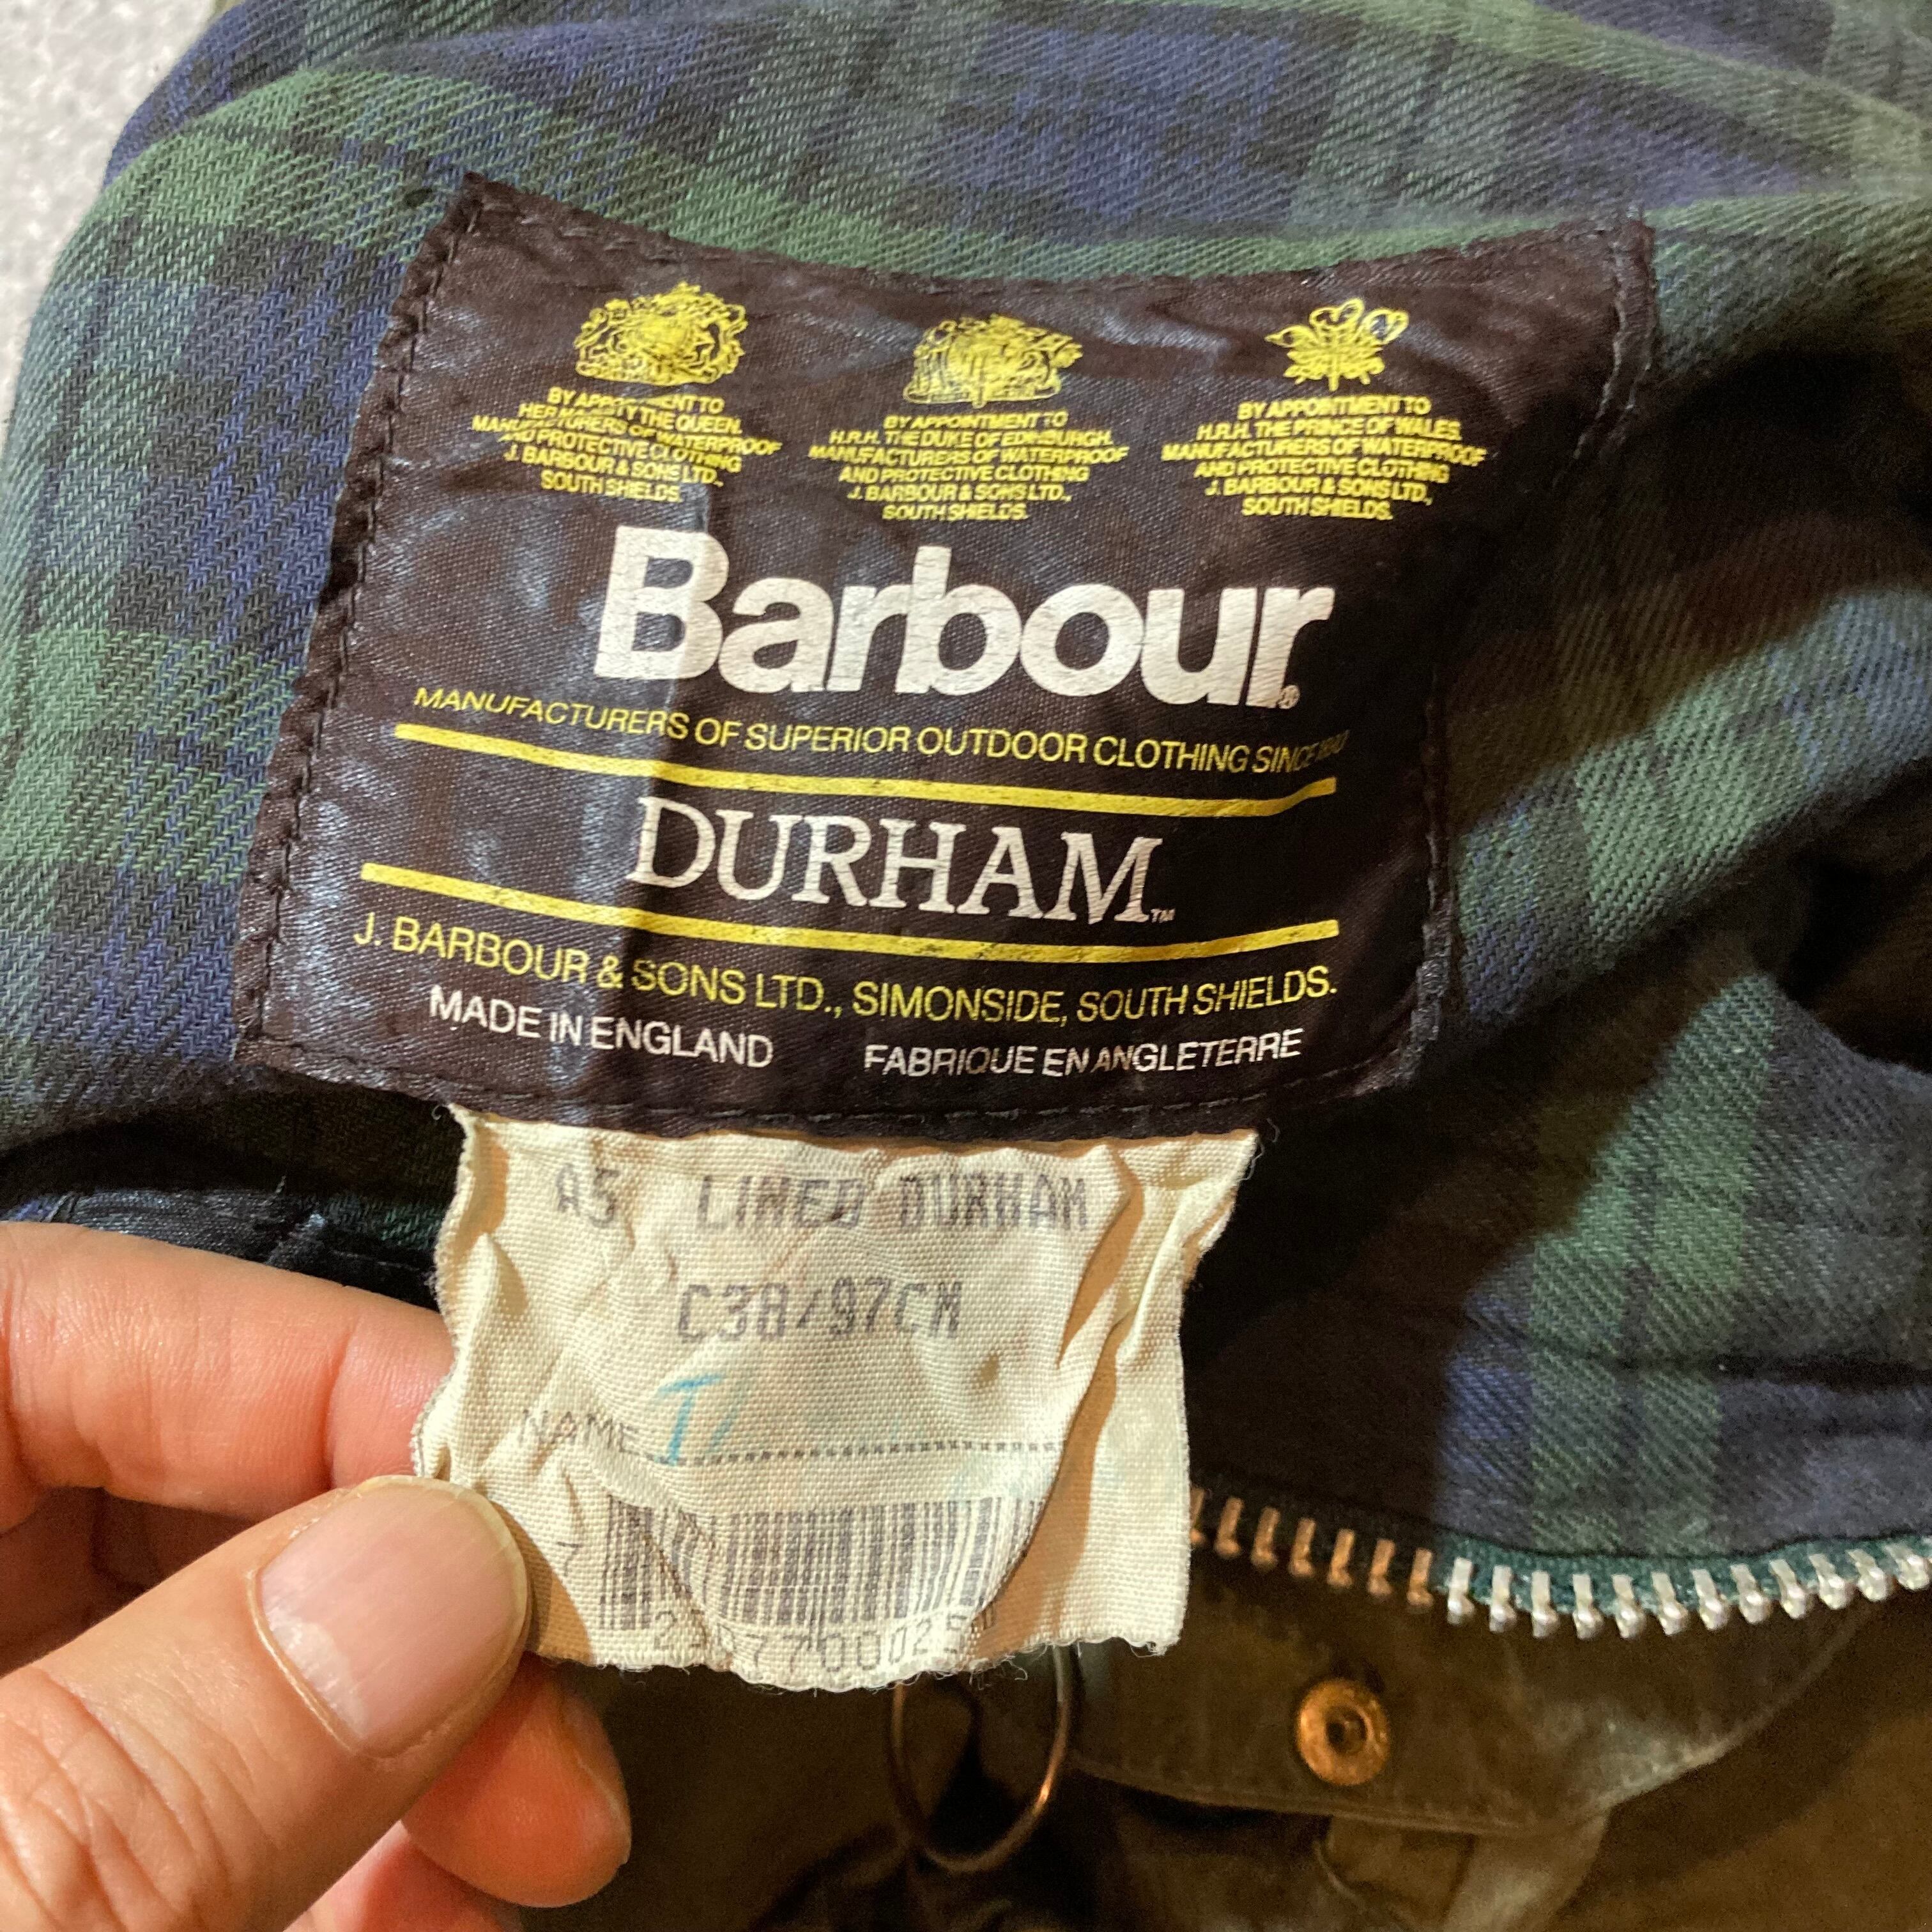 BY APPOINTMENT TO
HER MAJESTY THE QUEEN.
MANUFACTURERS OF WATERPROOF
AND PROTECTIVE CLOTHING
J. BARBOUR & SONS LTD.,
SOUTH SHIELDS.
BY APPOINTMENT TO
H.R.H. THE DUKE OF EDINBURGH.
MANUFACTURERS OF WATERPROOF
AND PROTECTIVE CLOTHING
J. BARBOUR & SONS LTD.,
SOUTH SHIELDS.
BY APPOINTMENT TO
H.R.H. THE PRINCE OF WALES.
MANUFACTURERS OF WATERPROOF
AND PROTECTIVE CLOTHING
J. BARBOUR & SONS LTD.,
SOUTH SHIELDS.
Barbour®
MANUFACTURERS OF SUPERIOR OUTDOOR CLOTHING SINCE
DURHAM™
J. BARBOUR & SONS LTD., SIMONSIDE, SOUTH SHIELDS.
MADE IN ENGLAND FABRIQUE EN ANGLETERRE
A5 LINED DURHAM
C38/97CM
NAME